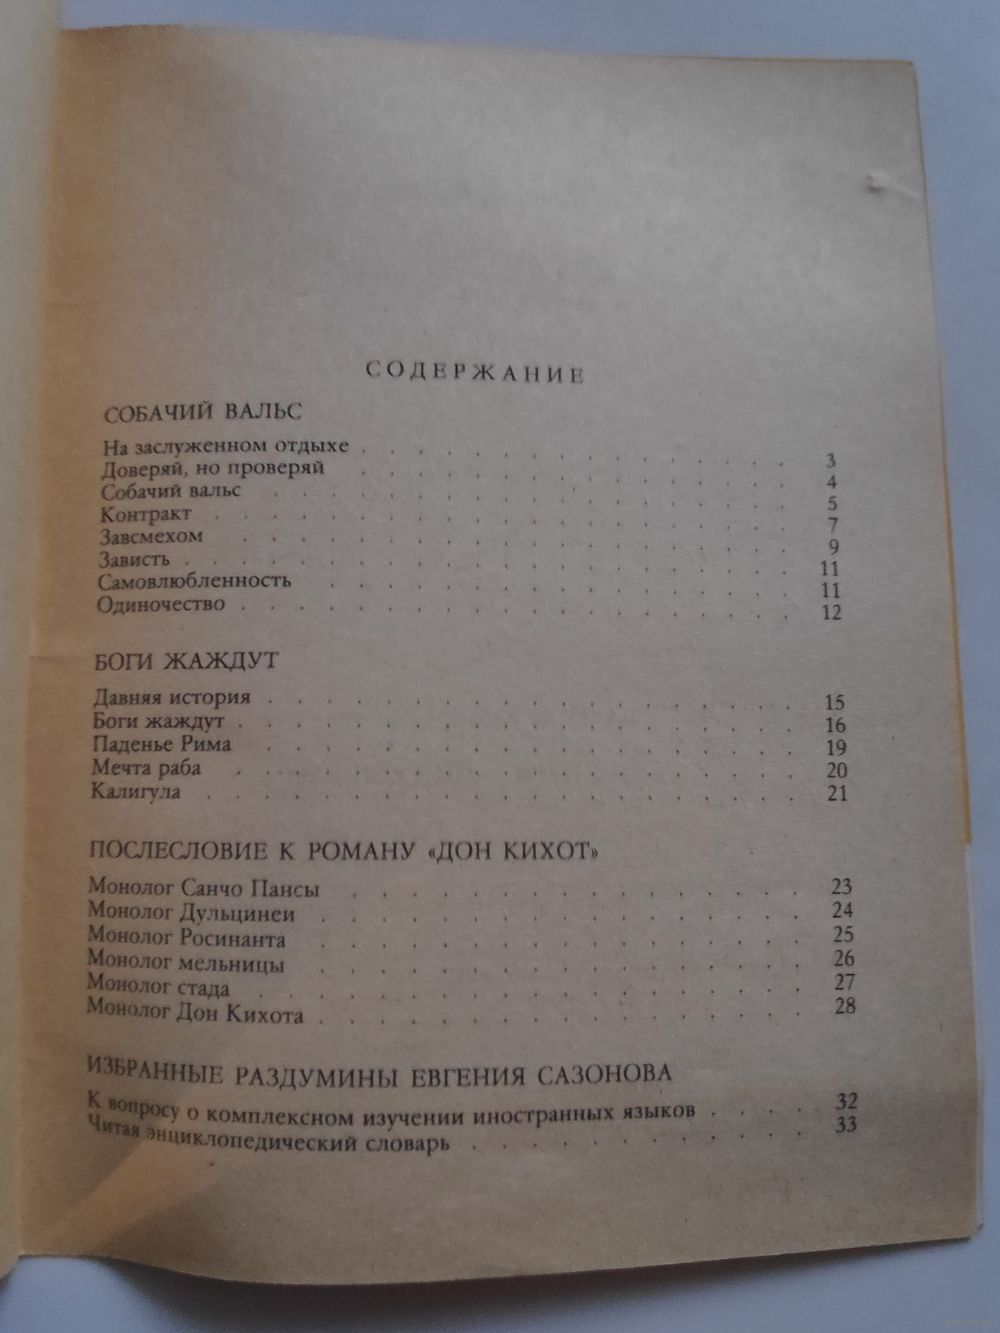 СОДЕРЖАНИЕ
СОБАЧИЙ ВАЛЬС
На заслуженном отдыхе . . . . . . . . . . . . . . . 3
Доверяй, но проверяй . . . . . . . . . . . . . . . 4
Собачий вальс . . . . . . . . . . . . . . . . . . 5
Контракт . . . . . . . . . . . . . . . . . . . . 7
Завсмехом . . . . . . . . . . . . . . . . . . . 9
Зависть . . . . . . . . . . . . . . . . . . . . . 11
Самовлюбленность . . . . . . . . . . . . . . . . 11
Одиночество . . . . . . . . . . . . . . . . . . . 12
БОГИ ЖАЖДУТ
Давняя история . . . . . . . . . . . . . . . . . . 15
Боги жаждут . . . . . . . . . . . . . . . . . . . 16
Паденье Рима . . . . . . . . . . . . . . . . . . 19
Мечта раба . . . . . . . . . . . . . . . . . . . 20
Калигула . . . . . . . . . . . . . . . . . . . . 21
ПОСЛЕСЛОВИЕ К РОМАНУ «ДОН КИХОТ»
Монолог Санчо Пансы . . . . . . . . . . . . . . . 23
Монолог Дульцинеи . . . . . . . . . . . . . . . . 24
Монолог Росинанта . . . . . . . . . . . . . . . . 25
Монолог мельницы . . . . . . . . . . . . . . . . 26
Монолог стада . . . . . . . . . . . . . . . . . . 27
Монолог Дон Кихота . . . . . . . . . . . . . . . . 28
ИЗБРАННЫЕ РАЗДУМИНЫ ЕВГЕНИЯ САЗОНОВА
К вопросу о комплексном изучении иностранных языков . . . . 32
Читая энциклопедический словарь . . . . . . . . . . . 33